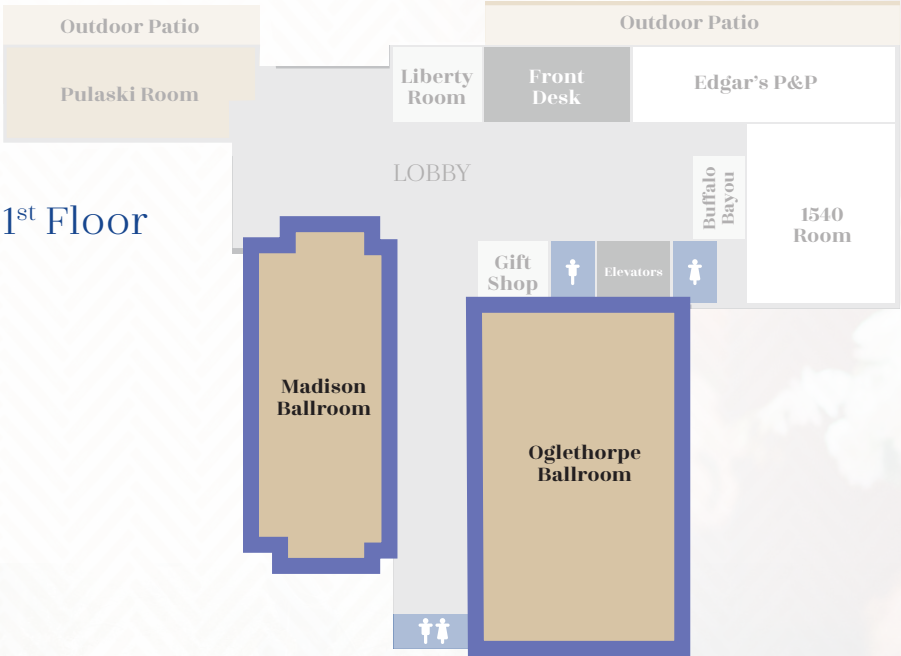 Outdoor Patio
Outdoor Patio
Pulaski Room
Liberty
Room
Front
Desk
Edgar's P&P
LOBBY
Buffalo
Bayou
1540
Room
1st Floor
Gift
Shop
Elevators
Madison
Ballroom
Oglethorpe
Ballroom